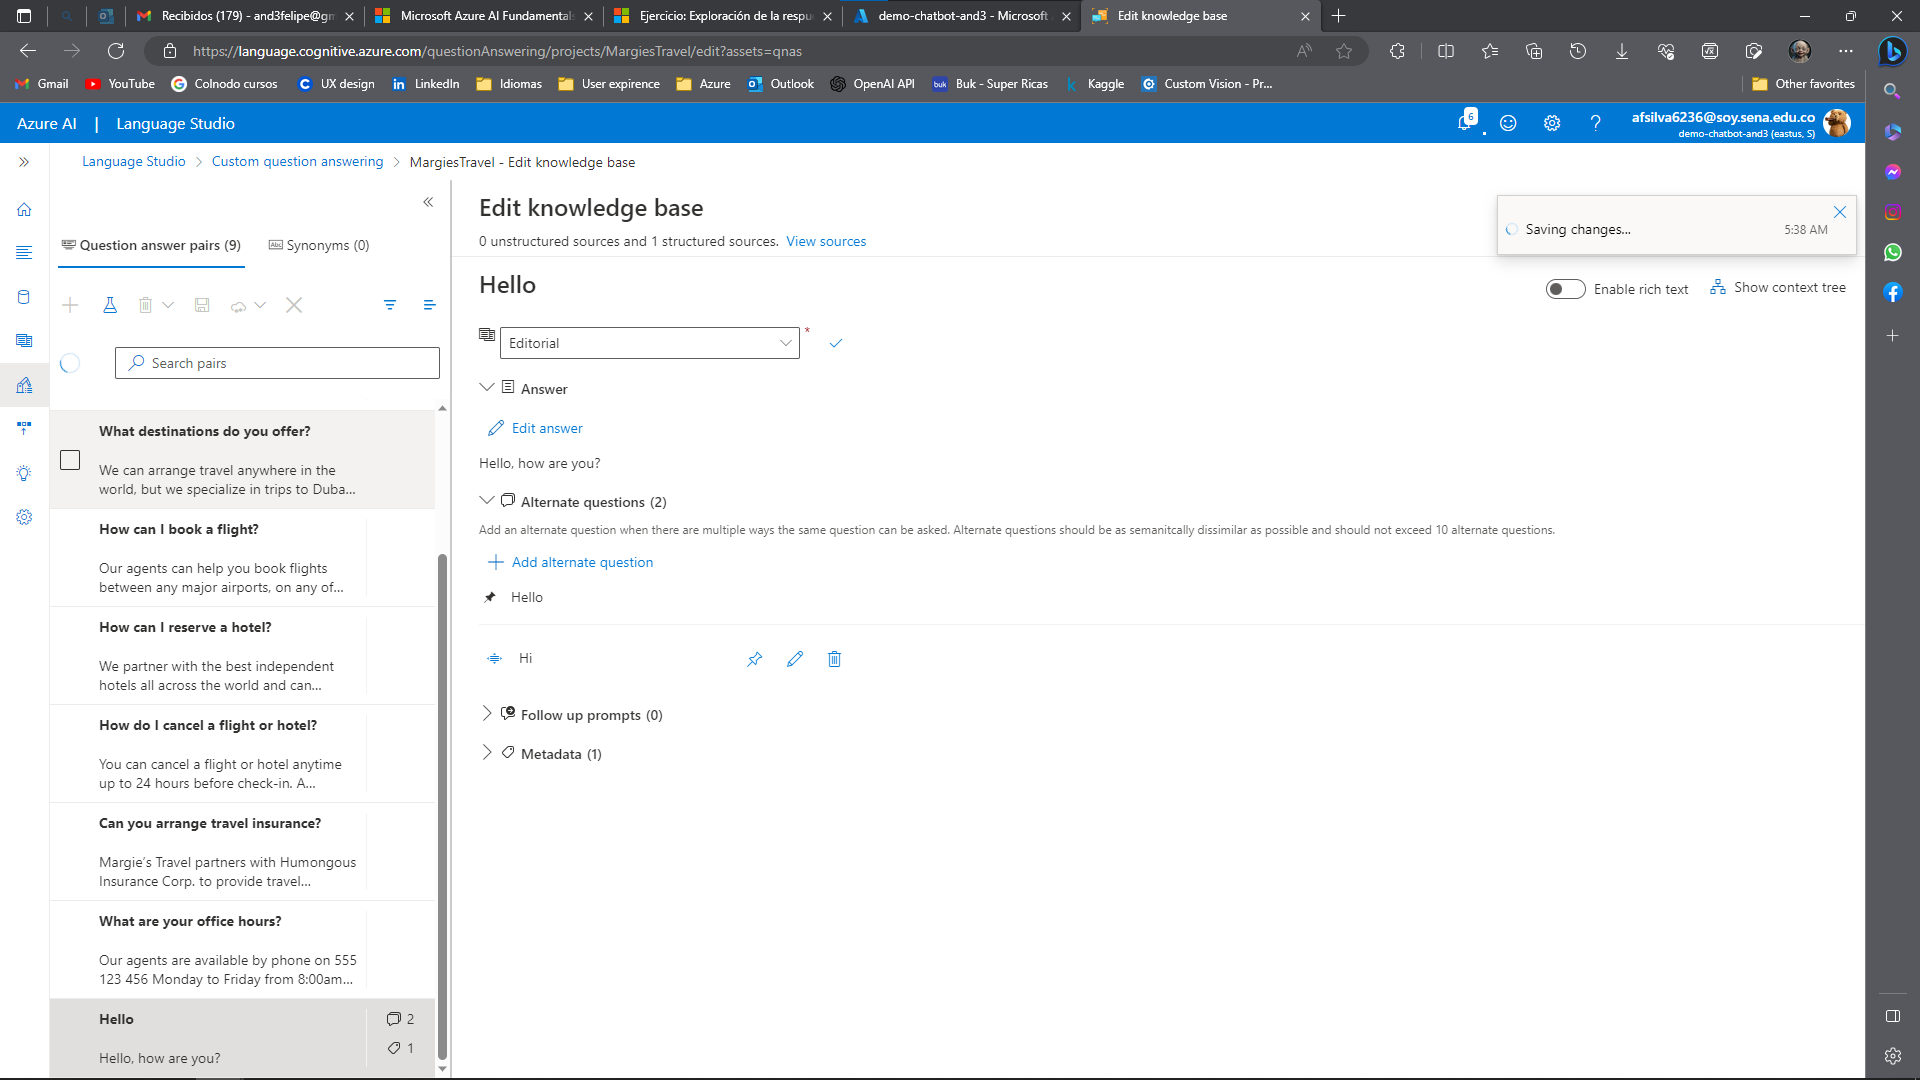 Recibidos (179) - and3felipe@gm
Microsoft Azure AI Fundamentals
Ejercicio: Exploración de la respu
demo-chatbot-and3 - Microsoft
Edit knowledge base
https://language.cognitive.azure.com/questionAnswering/projects/MargiesTravel/edit?assets=qnas
Gmail
YouTube
Colnodo cursos
UX design
LinkedIn
Idiomas
User expirence
Azure
Outlook
OpenAI API
Buk - Super Ricas
Kaggle
Custom Vision - Pr...
Other favorites
Azure AI | Language Studio
6
afsilva6236@soy.sena.edu.co
demo-chatbot-and3 (eastus, S)
Language Studio > Custom question answering > MargiesTravel - Edit knowledge base
Question answer pairs (9)
Synonyms (0)
Search pairs
What destinations do you offer?
We can arrange travel anywhere in the
world, but we specialize in trips to Duba...
How can I book a flight?
Our agents can help you book flights
between any major airports, on any of...
How can I reserve a hotel?
We partner with the best independent
hotels all across the world and can...
How do I cancel a flight or hotel?
You can cancel a flight or hotel anytime
up to 24 hours before check-in. A...
Can you arrange travel insurance?
Margie's Travel partners with Humongous
Insurance Corp. to provide travel...
What are your office hours?
Our agents are available by phone on 555
123 456 Monday to Friday from 8:00am...
Hello
2
1
Hello, how are you?
Edit knowledge base
0 unstructured sources and 1 structured sources. View sources
Saving changes...
5:38 AM
Hello
Enable rich text
Show context tree
Editorial
*
Answer
Edit answer
Hello, how are you?
Alternate questions (2)
Add an alternate question when there are multiple ways the same question can be asked. Alternate questions should be as semanitcally dissimilar as possible and should not exceed 10 alternate questions.
Add alternate question
Hello
Hi
Follow up prompts (0)
Metadata (1)